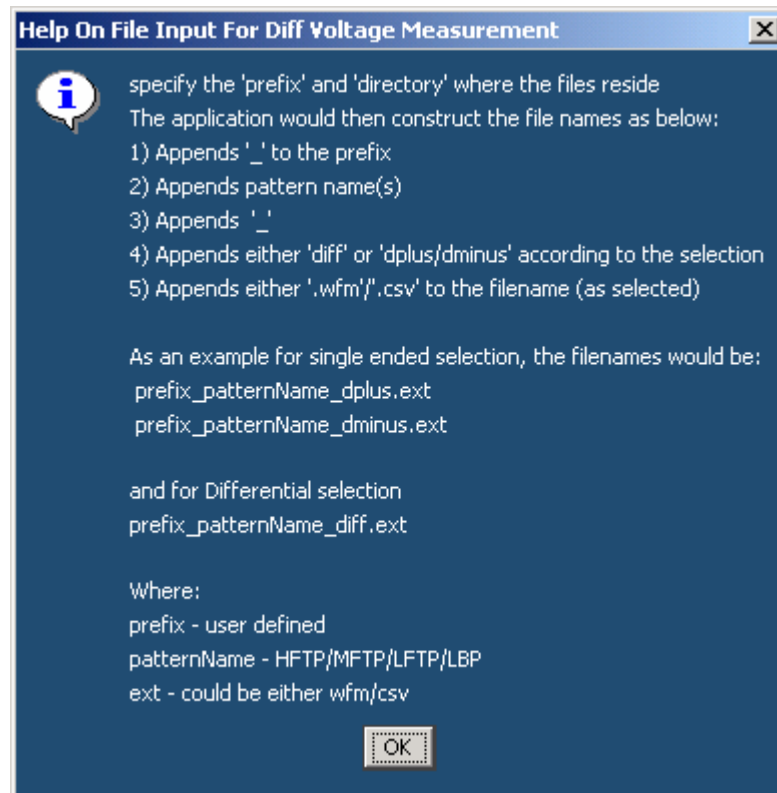 Help On File Input For Diff Voltage Measurement
specify the 'prefix' and 'directory' where the files reside
The application would then construct the file names as below:
1) Appends '_' to the prefix
2) Appends pattern name(s)
3) Appends  '_'
4) Appends either 'diff' or 'dplus/dminus' according to the selection
5) Appends either '.wfm'/'.csv' to the filename (as selected)
As an example for single ended selection, the filenames would be:
prefix_patternName_dplus.ext
prefix_patternName_dminus.ext
and for Differential selection
prefix_patternName_diff.ext
Where:
prefix - user defined
patternName - HFTP/MFTP/LFTP/LBP
ext - could be either wfm/csv
OK